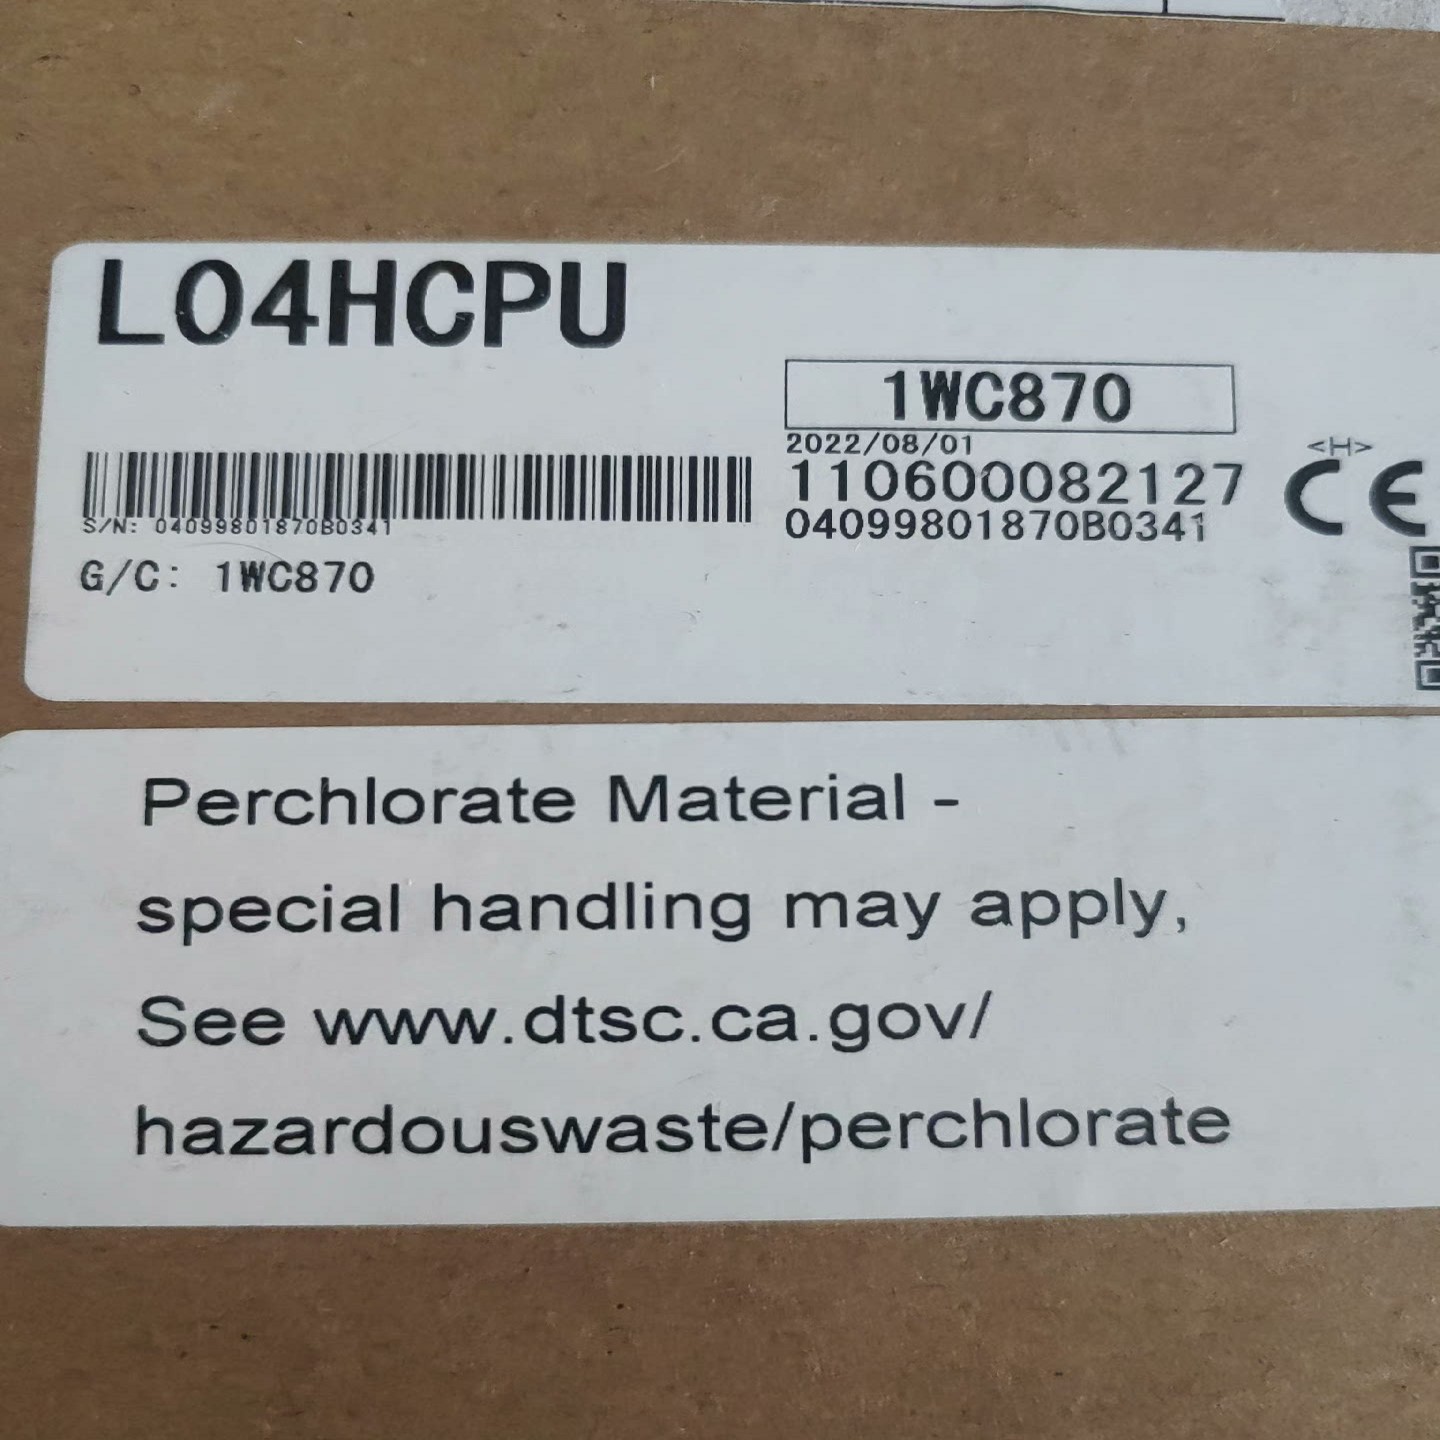 L04HCPU
1WC870
2022/08/01
<H>
110600082127
CE
S/N: 04099801870B0341
04099801870B0341
G/C: 1WC870
Perchlorate Material -
special handling may apply,
See www.dtsc.ca.gov/
hazardouswaste/perchlorate